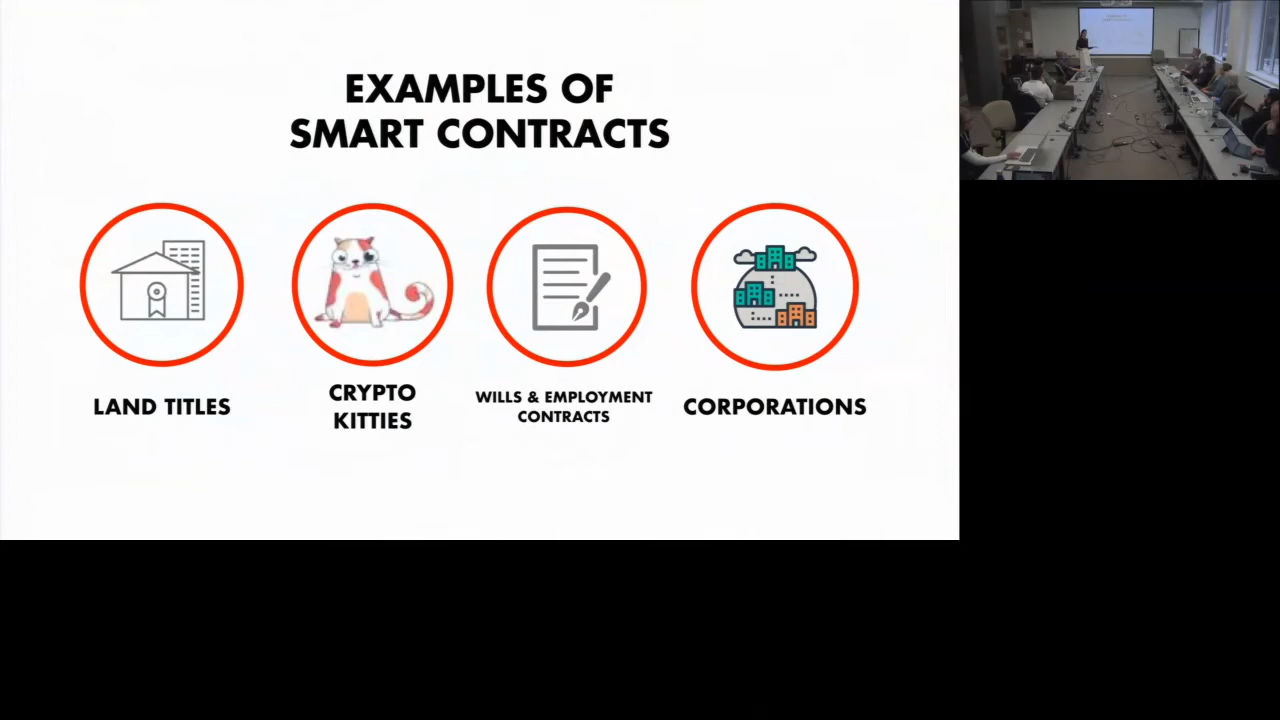 EXAMPLES OF
SMART CONTRACTS
LAND TITLES
CRYPTO
KITTIES
WILLS & EMPLOYMENT
CONTRACTS
CORPORATIONS